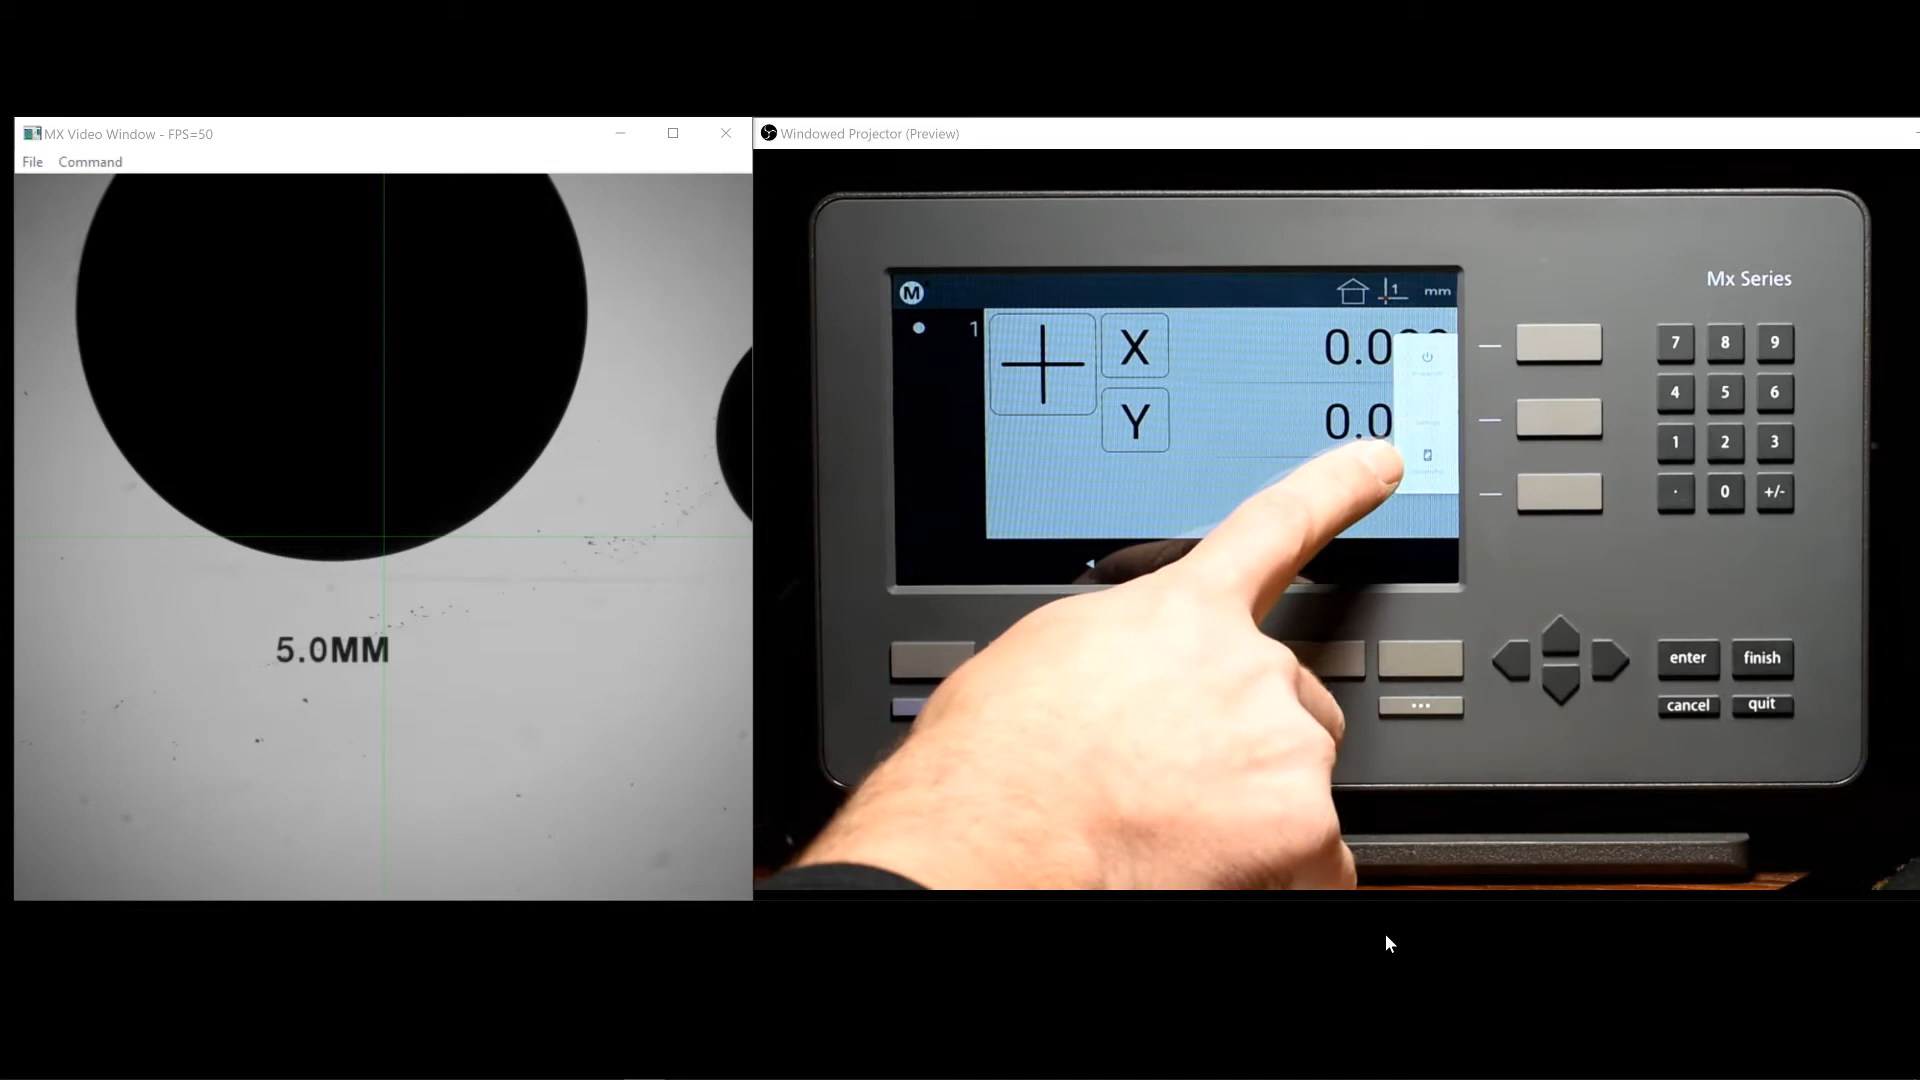 MX Video Window - FPS=50
File Command
5.0MM
Windowed Projector (Preview)
M
1
mm
1
X
0.0
Y
0.0
Mx Series
7 8 9
4 5 6
1 2 3
. 0 +/-
enter finish
cancel quit
...